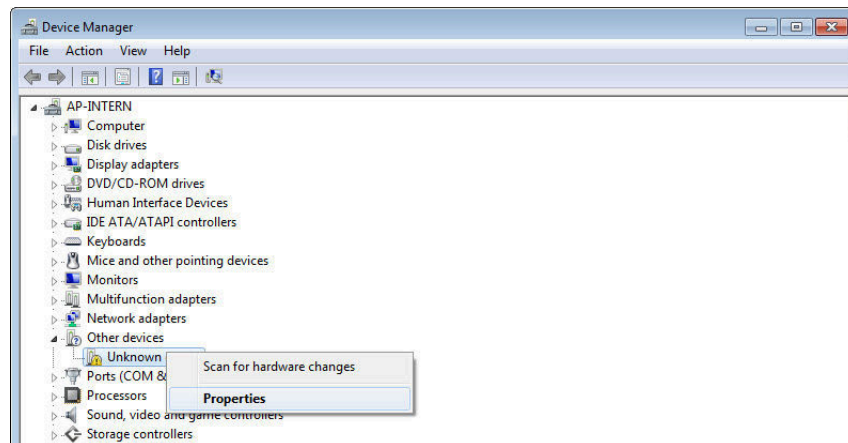 Device Manager
File Action View Help
AP-INTERN
Computer
Disk drives
Display adapters
DVD/CD-ROM drives
Human Interface Devices
IDE ATA/ATAPI controllers
Keyboards
Mice and other pointing devices
Monitors
Multifunction adapters
Network adapters
Other devices
Unknown
Scan for hardware changes
Ports (COM &
Properties
Processors
Sound, video and game controllers
Storage controllers